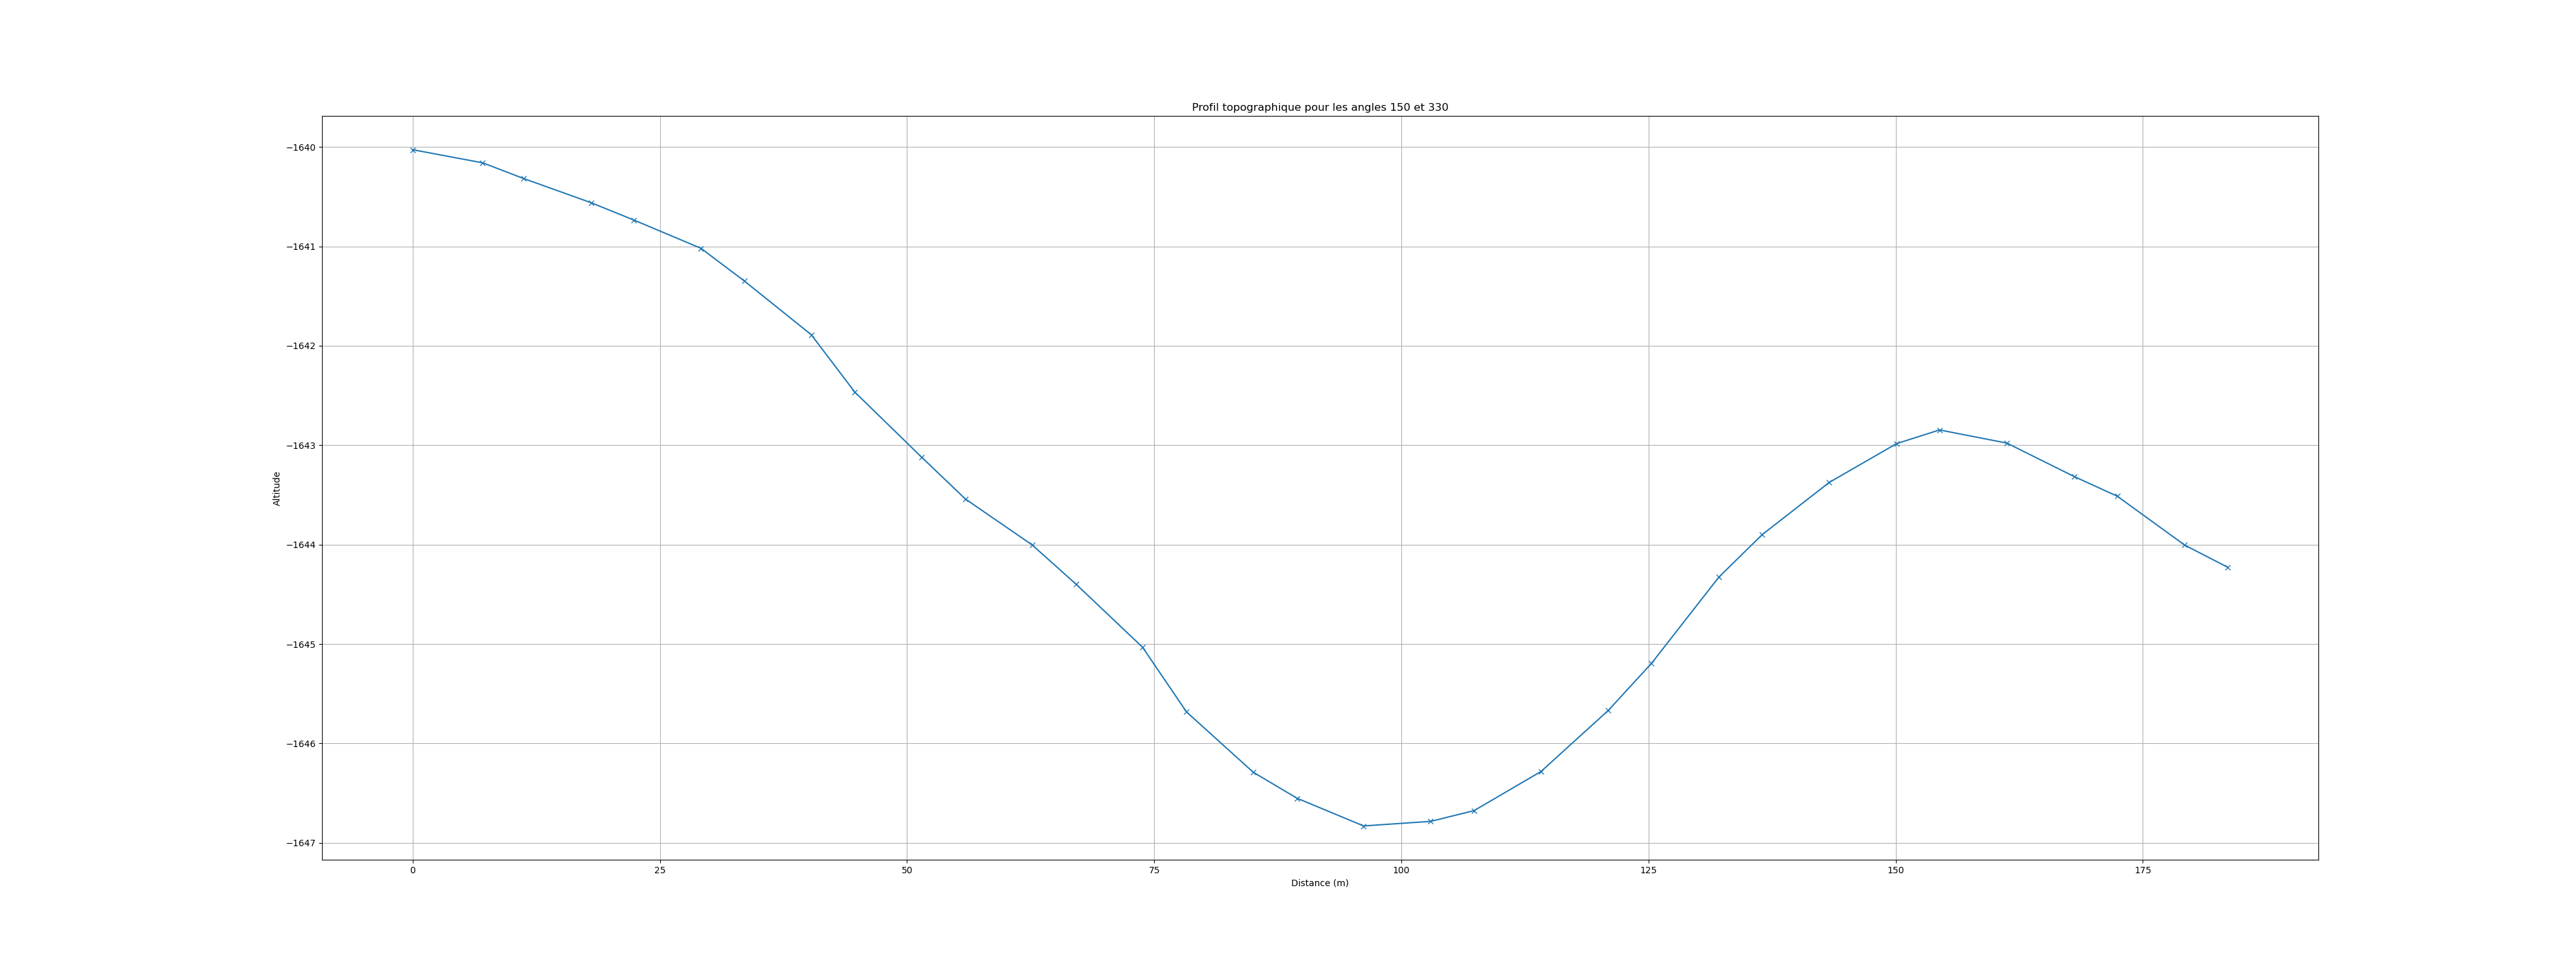 Profil topographique pour les angles 150 et 330
−1640
−1641
−1642
−1643
−1644
−1645
−1646
−1647
Altitude
0 25 50 75 100 125 150 175
Distance (m)